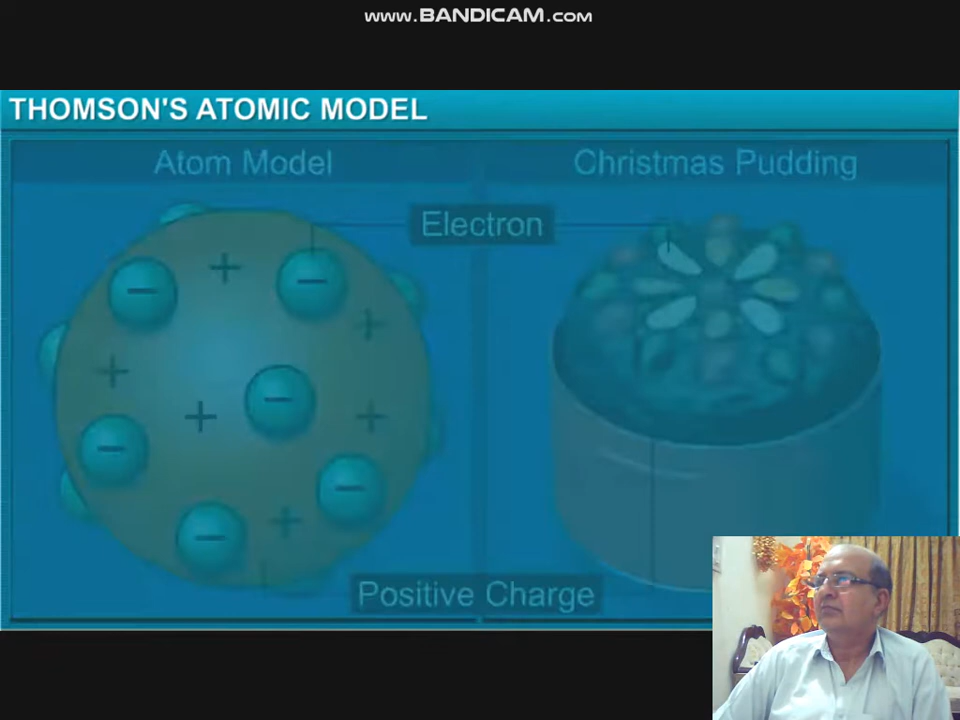 www.BANDICAM.com
THOMSON'S ATOMIC MODEL
Atom Model
Christmas Pudding
Electron
− + −
+
+
+ − +
−
−
+
−
Positive Charge